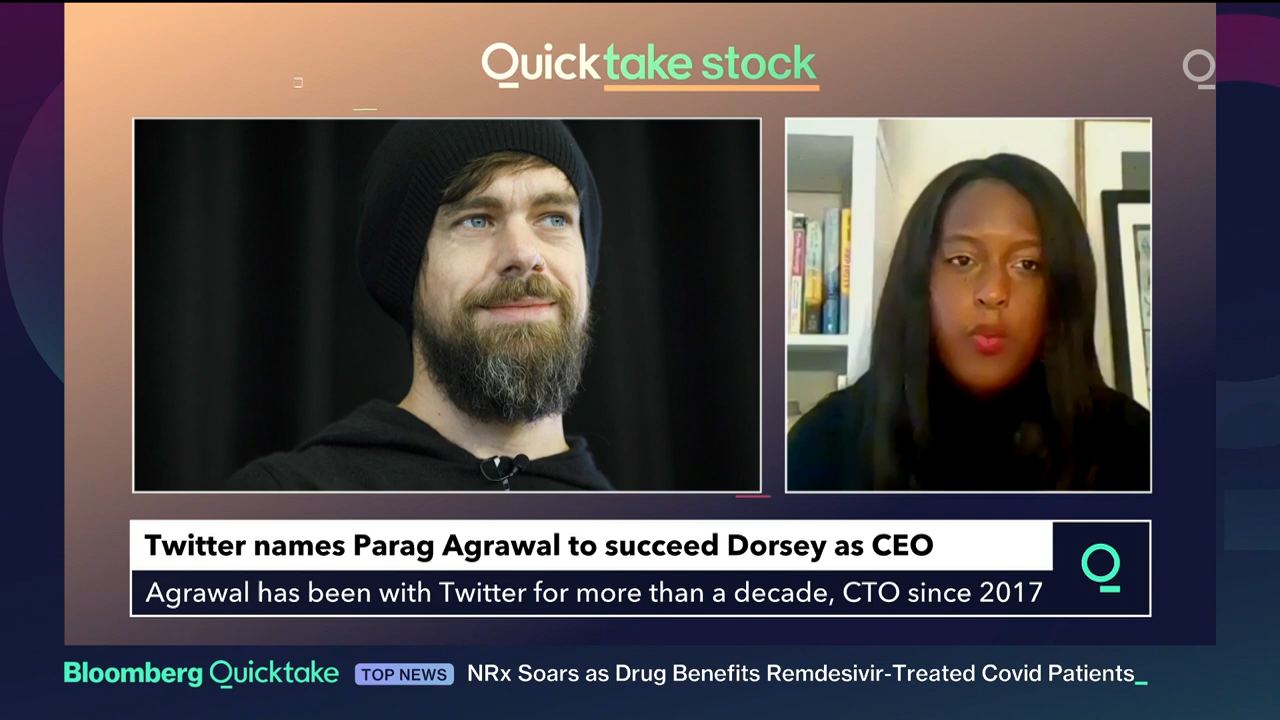 Quicktake stock
Twitter names Parag Agrawal to succeed Dorsey as CEO
Agrawal has been with Twitter for more than a decade, CTO since 2017
Bloomberg Quicktake TOP NEWS NRx Soars as Drug Benefits Remdesivir-Treated Covid Patients_